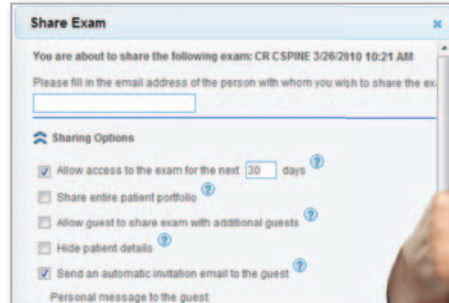 Share Exam
You are about to share the following exam: CR CSPINE 3/26/2010 10:21 AM
Please fill in the email address of the person with whom you wish to share the
Sharing Options
Allow access to the exam for the next 30 days ?
Share entire patient portfolio ?
Allow guest to share exam with additional guests ?
Hide patient details ?
Send an automatic invitation email to the guest ?
Personal message to the guest